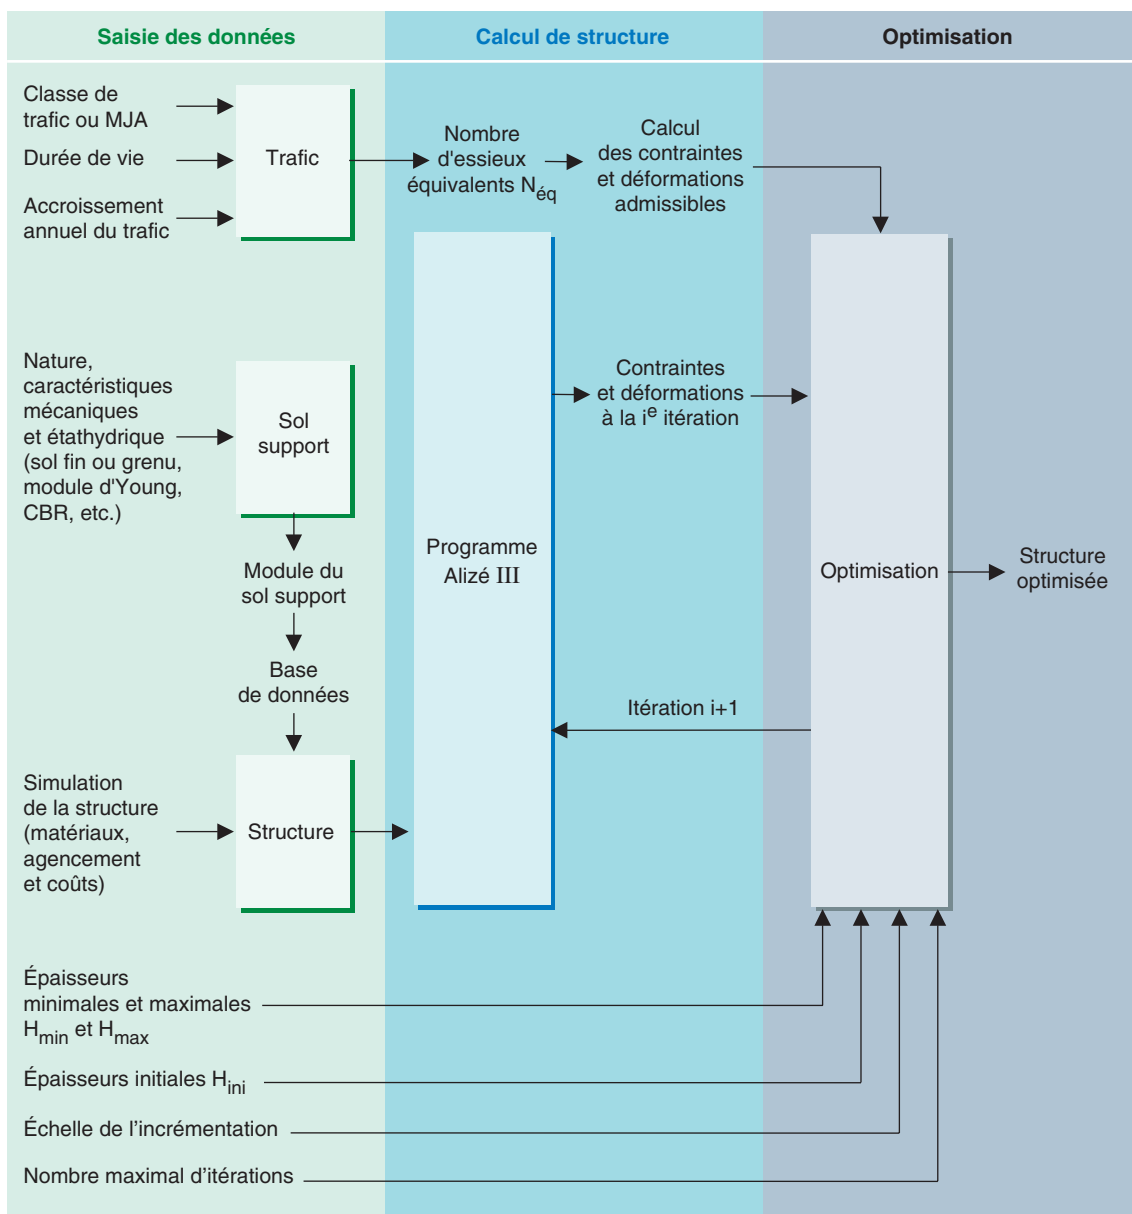 Saisie des données
Calcul de structure
Optimisation
Classe de
trafic ou MJA
Durée de vie
Accroissement
annuel du trafic
Trafic
Nombre
d'essieux
équivalents Néq
Calcul
des contraintes
et déformations
admissibles
Nature,
caractéristiques
mécaniques
et étathydrique
(sol fin ou grenu,
module d'Young,
CBR, etc.)
Sol
support
Module du
sol support
Base
de données
Simulation
de la structure
(matériaux,
agencement
et coûts)
Structure
Programme
Alizé III
Contraintes
et déformations
à la ie itération
Itération i+1
Optimisation
Structure
optimisée
Épaisseurs
minimales et maximales
Hmin et Hmax
Épaisseurs initiales Hini
Échelle de l’incrémentation
Nombre maximal d’itérations